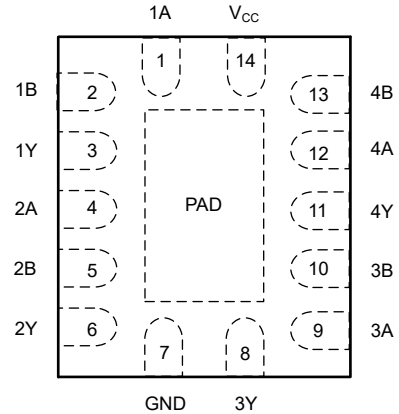 1A VCC
1 14
1B 2 13 4B
1Y 3 12 4A
2A 4 PAD 11 4Y
2B 5 10 3B
2Y 6 9 3A
7 8
GND 3Y